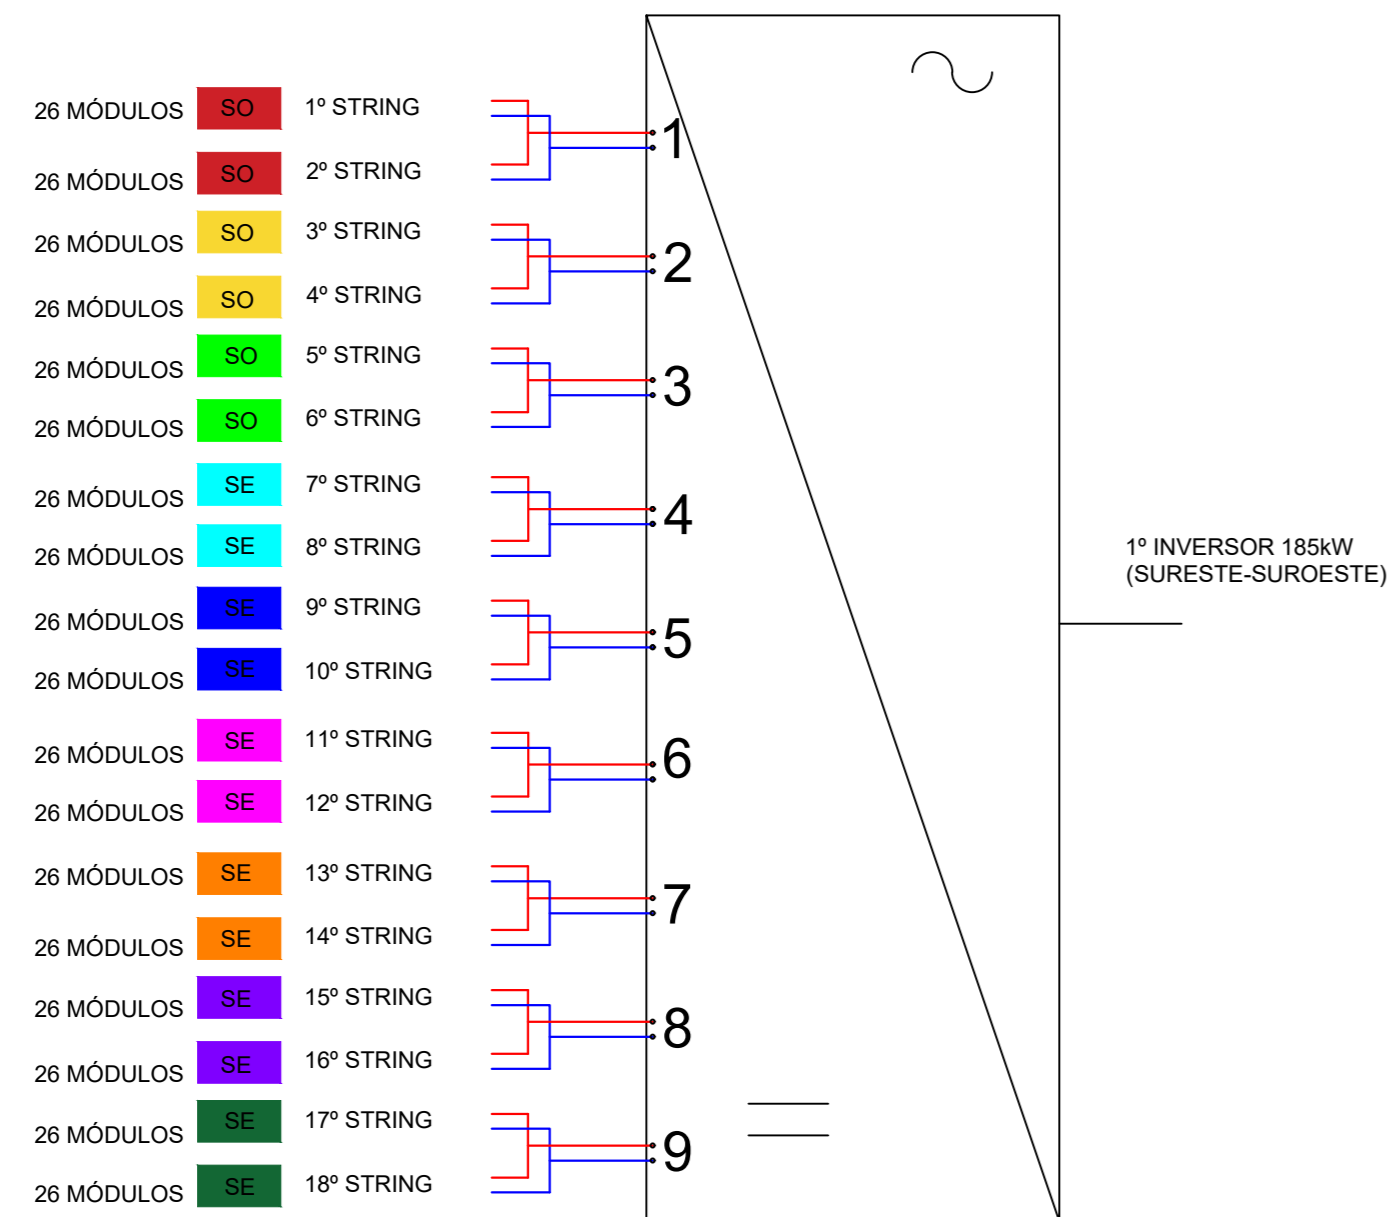 26 MÓDULOS SO 1º STRING
1
26 MÓDULOS SO 2º STRING
26 MÓDULOS SO 3º STRING
2
26 MÓDULOS SO 4º STRING
26 MÓDULOS SO 5º STRING
3
26 MÓDULOS SO 6º STRING
26 MÓDULOS SE 7º STRING
4
26 MÓDULOS SE 8º STRING
26 MÓDULOS SE 9º STRING
5
26 MÓDULOS SE 10º STRING
26 MÓDULOS SE 11º STRING
6
26 MÓDULOS SE 12º STRING
26 MÓDULOS SE 13º STRING
7
26 MÓDULOS SE 14º STRING
26 MÓDULOS SE 15º STRING
8
26 MÓDULOS SE 16º STRING
26 MÓDULOS SE 17º STRING
9
26 MÓDULOS SE 18º STRING
1º INVERSOR 185kW
(SURESTE-SUROESTE)